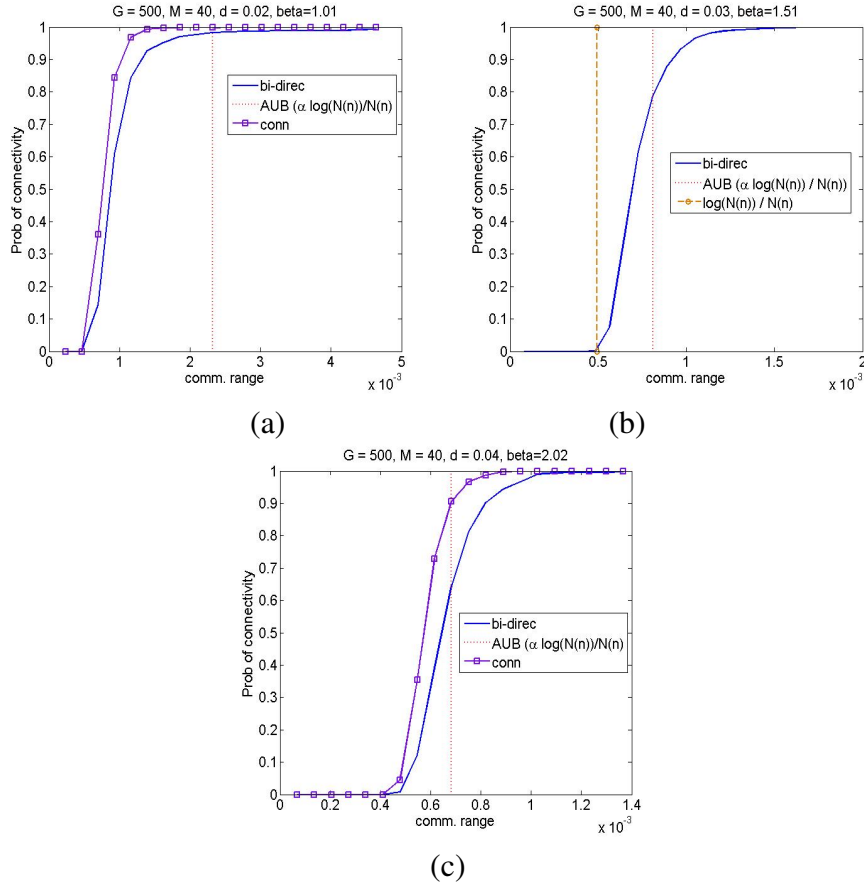 G = 500, M = 40, d = 0.02, beta=1.01
Prob of connectivity
1
0.9
0.8
0.7
0.6
0.5
0.4
0.3
0.2
0.1
0
bi-direc
AUB (α log(N(n))/N(n)
conn
0 1 2 3 4 5
comm. range
x 10^-3
(a)
G = 500, M = 40, d = 0.03, beta=1.51
Prob of connectivity
1
0.9
0.8
0.7
0.6
0.5
0.4
0.3
0.2
0.1
0
bi-direc
AUB (α log(N(n)) / N(n))
log(N(n)) / N(n)
0 0.5 1 1.5 2
comm. range
x 10^-3
(b)
G = 500, M = 40, d = 0.04, beta=2.02
Prob of connectivity
1
0.9
0.8
0.7
0.6
0.5
0.4
0.3
0.2
0.1
0
bi-direc
AUB (α log(N(n))/N(n)
conn
0 0.2 0.4 0.6 0.8 1 1.2 1.4
comm. range
x 10^-3
(c)